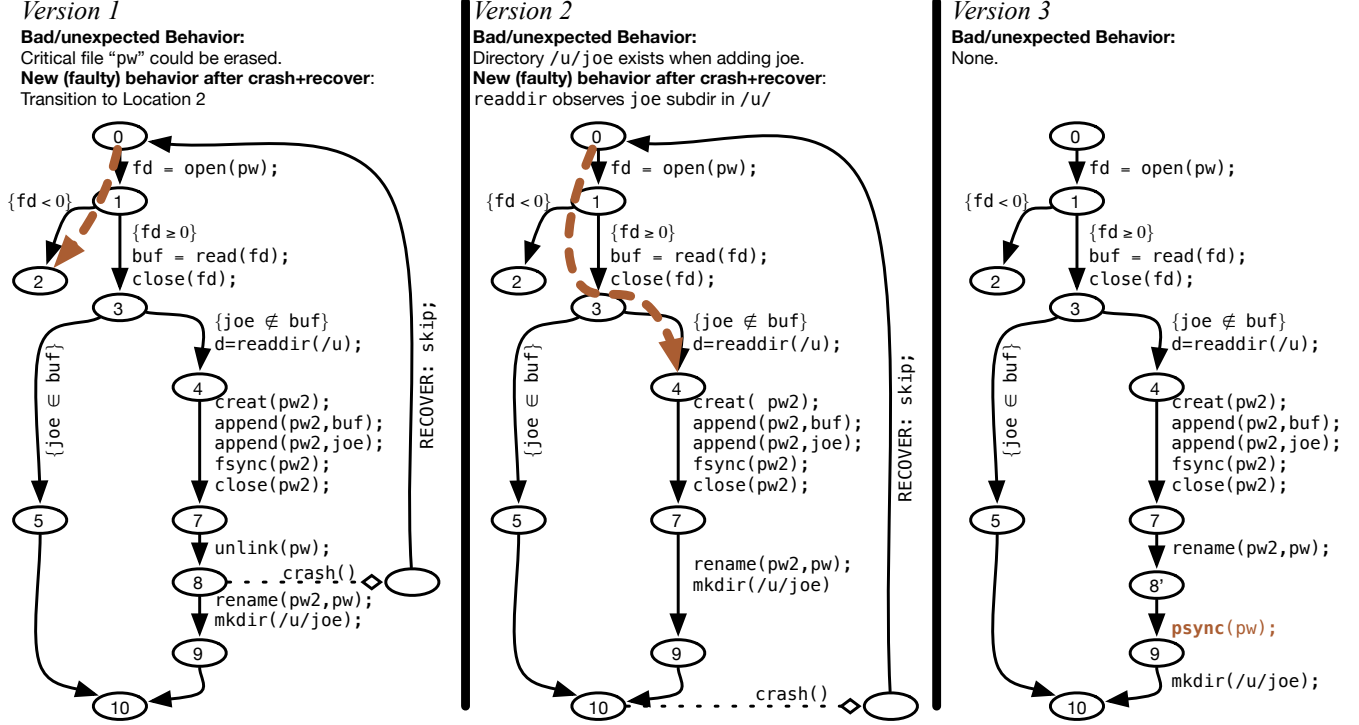 Version 1
Bad/unexpected Behavior:
Critical file “pw” could be erased.
New (faulty) behavior after crash+recover:
Transition to Location 2
0
fd = open(pw);
{fd < 0}
1
{fd ≥ 0}
buf = read(fd);
close(fd);
2
3
{joe ∉ buf}
d=readdir(/u);
{joe ∈ buf}
4
creat(pw2);
append(pw2,buf);
append(pw2,joe);
fsync(pw2);
close(pw2);
5
7
unlink(pw);
8
crash()
rename(pw2,pw);
mkdir(/u/joe);
9
10
RECOVER: skip;
Version 2
Bad/unexpected Behavior:
Directory /u/joe exists when adding joe.
New (faulty) behavior after crash+recover:
readdir observes joe subdir in /u/
0
fd = open(pw);
{fd < 0}
1
{fd ≥ 0}
buf = read(fd);
close(fd);
2
3
{joe ∉ buf}
d=readdir(/u);
{joe ∈ buf}
4
creat( pw2);
append(pw2,buf);
append(pw2,joe);
fsync(pw2);
close(pw2);
5
7
rename(pw2,pw);
mkdir(/u/joe)
9
10
crash()
RECOVER: skip;
Version 3
Bad/unexpected Behavior:
None.
0
fd = open(pw);
{fd < 0}
1
{fd ≥ 0}
buf = read(fd);
close(fd);
2
3
{joe ∉ buf}
d=readdir(/u);
{joe ∈ buf}
4
creat(pw2);
append(pw2,buf);
append(pw2,joe);
fsync(pw2);
close(pw2);
5
7
rename(pw2,pw);
8'
psync(pw);
9
mkdir(/u/joe);
10